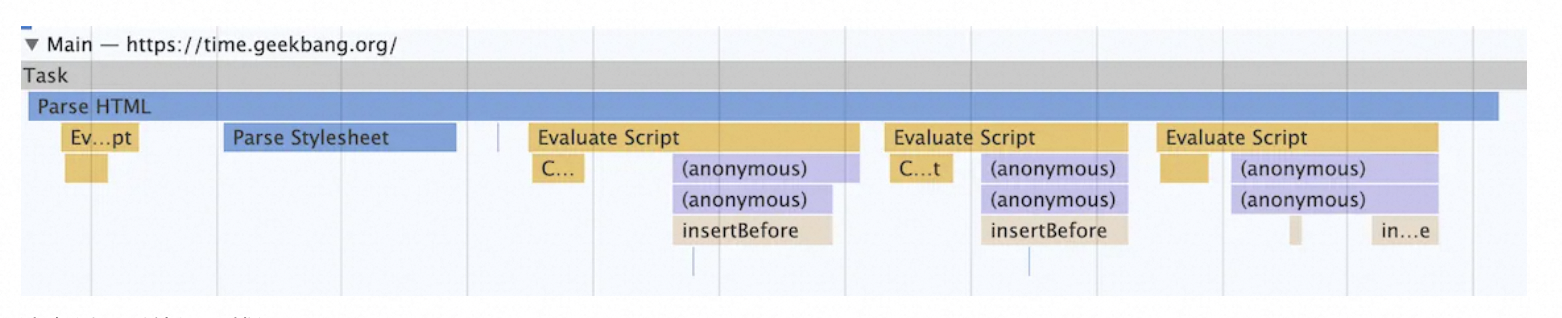 ▼ Main — https://time.geekbang.org/
Task
Parse HTML
Ev...pt Parse Stylesheet Evaluate Script Evaluate Script Evaluate Script
C... (anonymous) C...t (anonymous) (anonymous)
(anonymous) (anonymous) (anonymous)
insertBefore insertBefore in...e